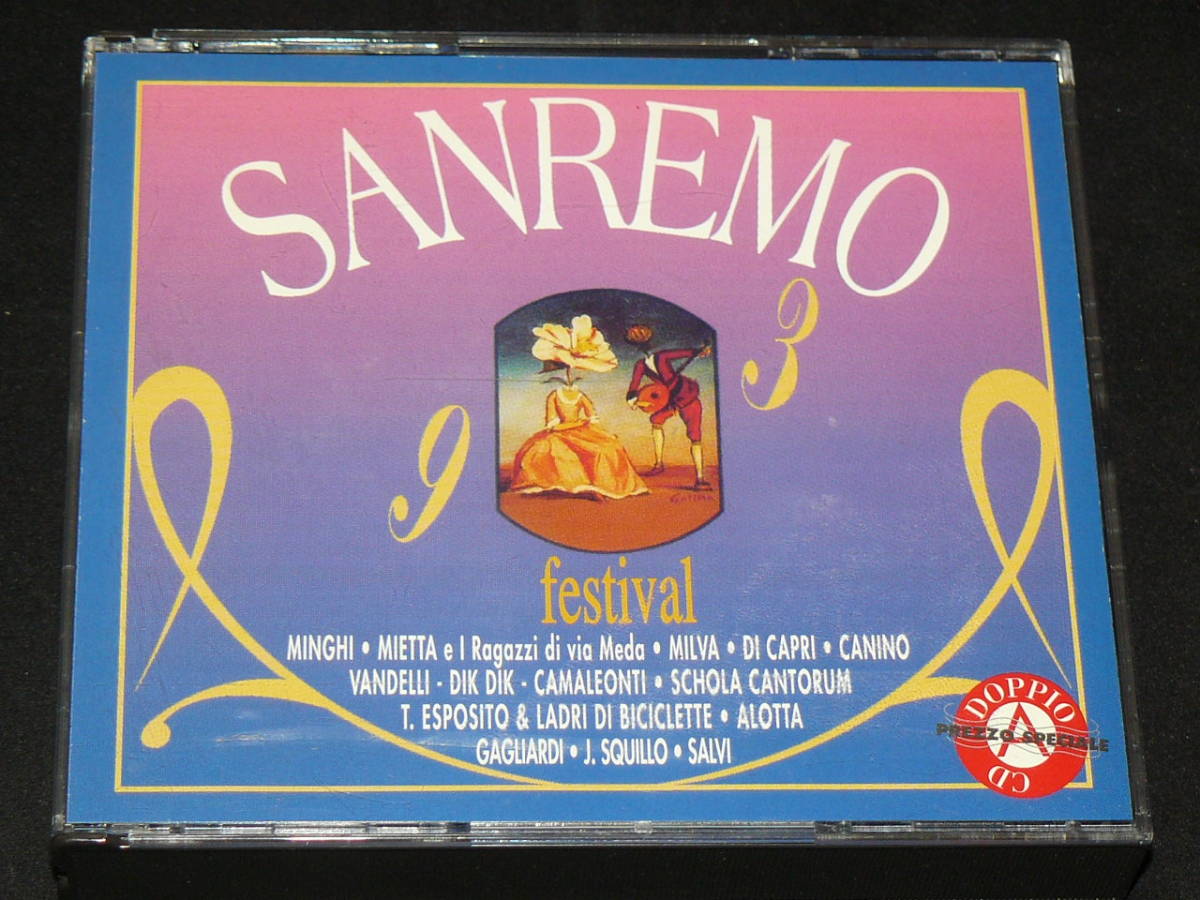 SANREMO
9 3
festival
MINGHI • MIETTA e I Ragazzi di via Meda • MILVA • DI CAPRI • CANINO
VANDELLI - DIK DIK - CAMALEONTI • SCHOLA CANTORUM
T. ESPOSITO & LADRI DI BICICLETTE • ALOTTA
GAGLIARDI • J. SQUILLO • SALVI
DOPPIO
A
PREZZO SPECIALE
CD